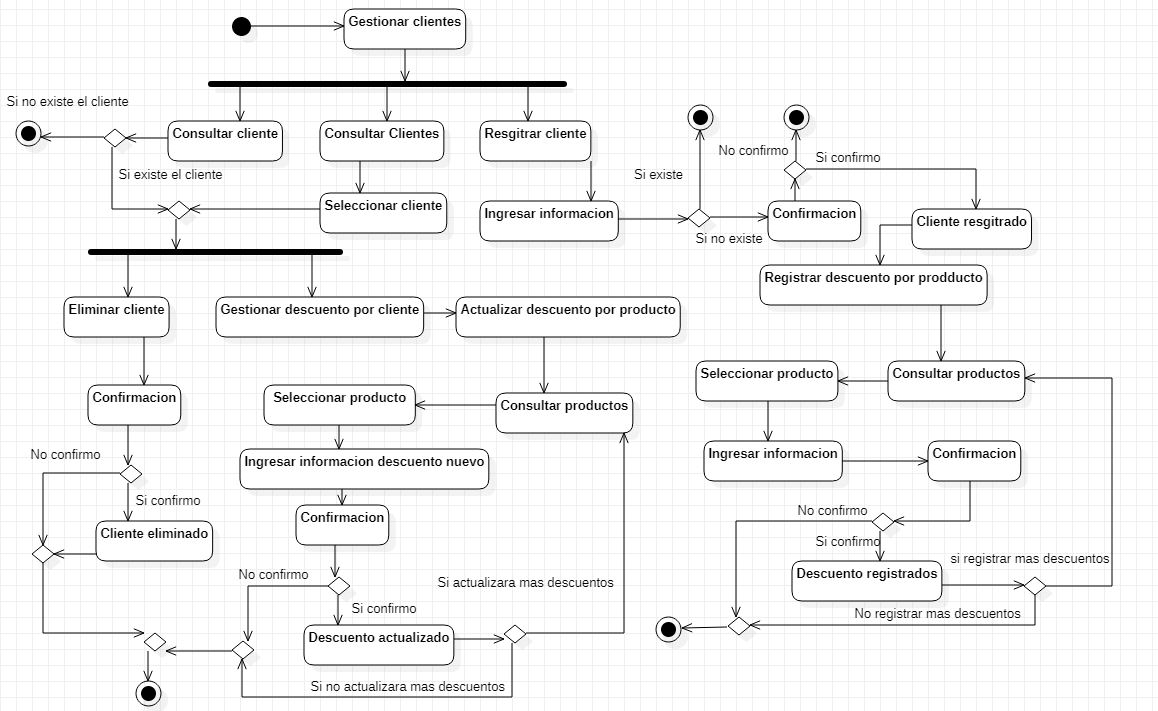 Gestionar clientes
Si no existe el cliente
Consultar cliente
Consultar Clientes
Resgitrar cliente
No confirmo
Si confirmo
Si existe el cliente
Si existe
Seleccionar cliente
Ingresar informacion
Confirmacion
Cliente resgitrado
Si no existe
Registrar descuento por prodducto
Eliminar cliente
Gestionar descuento por cliente
Actualizar descuento por producto
Seleccionar producto
Consultar productos
Confirmacion
Seleccionar producto
Consultar productos
No confirmo
Ingresar informacion descuento nuevo
Ingresar informacion
Confirmacion
Si confirmo
Confirmacion
No confirmo
Cliente eliminado
Si confirmo
si registrar mas descuentos
No confirmo
Si actualizara mas descuentos
Descuento registrados
Si confirmo
No registrar mas descuentos
Descuento actualizado
Si no actualizara mas descuentos